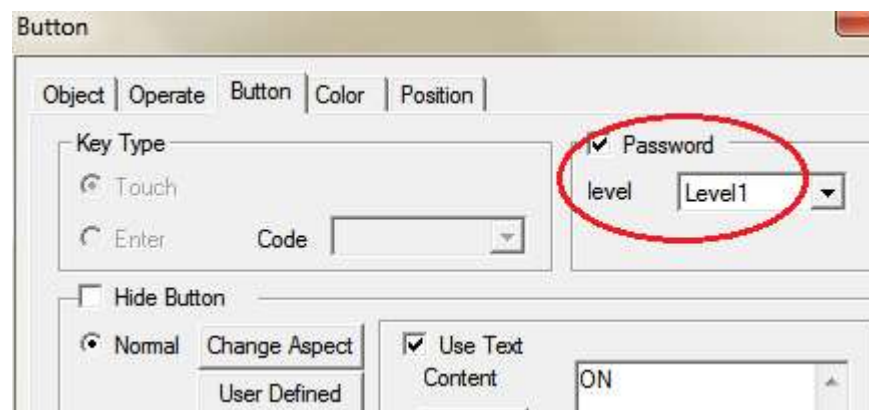 Button
Object Operate Button Color Position
Key Type
Password
Touch
level Level1
Enter Code
Hide Button
Normal Change Aspect Use Text
User Defined Content ON